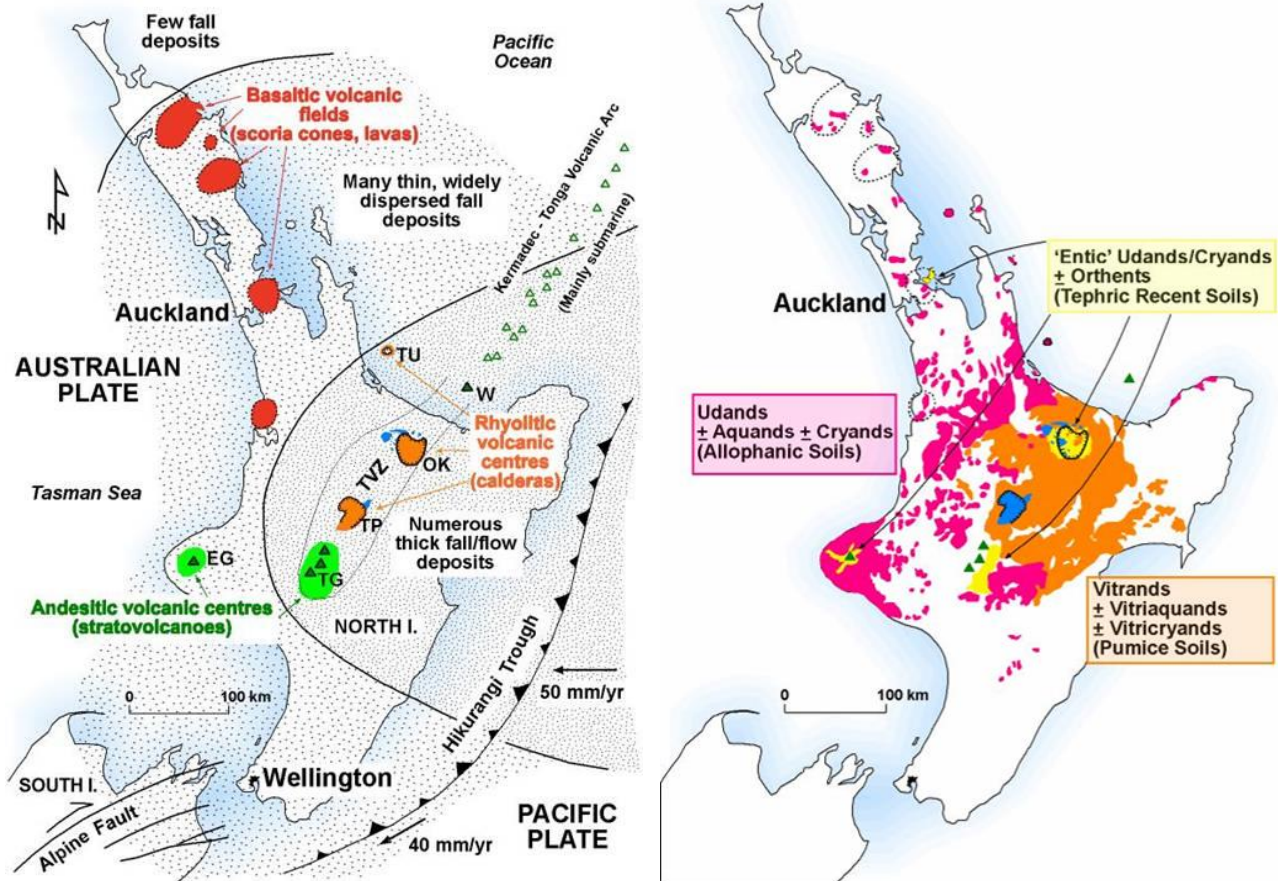 Few fall
deposits
Pacific
Ocean
Basaltic volcanic
fields
(scoria cones, lavas)
Many thin, widely
dispersed fall
deposits
Kermadec - Tonga Volcanic Arc
(Mainly submarine)
N
Auckland
AUSTRALIAN
PLATE
TU
W
Rhyolitic
volcanic
centres
(calderas)
OK
TVZ
Tasman Sea
TP
Numerous
thick fall/flow
deposits
EG
TG
Andesitic volcanic centres
(stratovolcanoes)
NORTH I.
0 100 km
50 mm/yr
Hikurangi Trough
Wellington
SOUTH I.
Alpine Fault
40 mm/yr
PACIFIC
PLATE
'Entic' Udands/Cryands
± Orthents
(Tephric Recent Soils)
Auckland
Udands
± Aquands ± Cryands
(Allophanic Soils)
Vitrands
± Vitriaquands
± Vitricryands
(Pumice Soils)
0 100 km